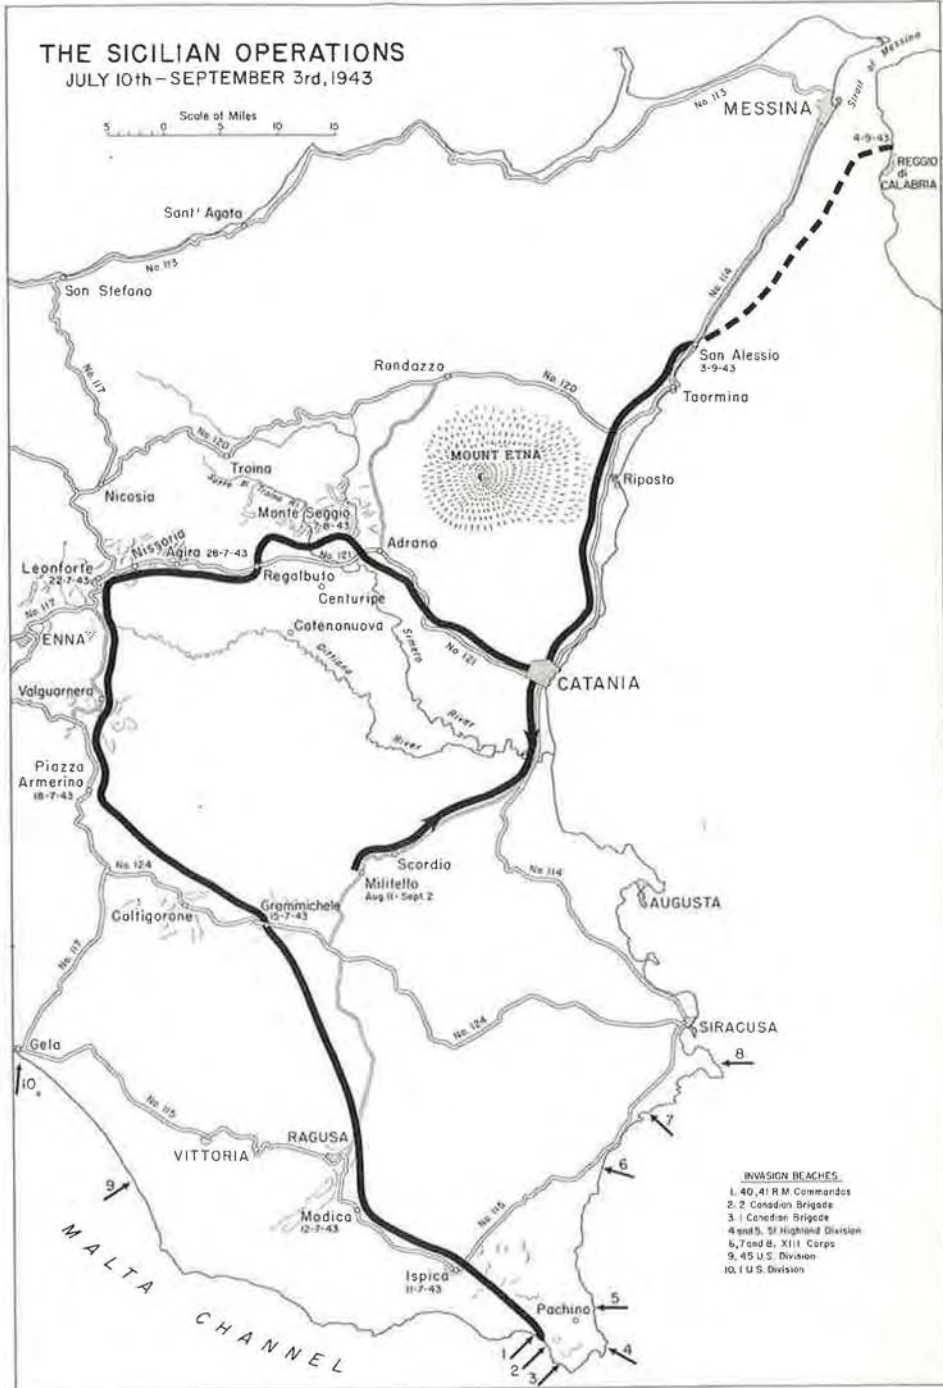 THE SICILIAN OPERATIONS
JULY 10th – SEPTEMBER 3rd, 1943
Scale of Miles
5 0 5 10 15
No. 113
MESSINA
Strait of Messina
4-9-43
REGGIO
di
CALABRIA
Sant' Agata
No. 113
San Stefano
No. 114
San Alessio
3-9-43
Taormina
Randazzo
No. 120
No. 117
MOUNT ETNA
No. 120
Troina
Riposto
Nicosia
Monte Seggio
7-8-43
Adrano
Nissoria
Agira 28-7-43
No. 121
Leonforte
22-7-43
Regalbuto
Centuripe
No. 117
ENNA
Catenanuova
Dittaino
River
Simeto
River
No. 121
CATANIA
Valguarnera
Piazza
Armerino
18-7-43
Scordia
Militello
Aug. 11 - Sept. 2
No. 124
No. 114
AUGUSTA
Grammichele
15-7-43
Caltigarone
No. 117
No. 124
SIRACUSA
Gela
8
10
No. 115
7
RAGUSA
VITTORIA
6
9
No. 115
Modica
12-7-43
Ispica
11-7-43
Pachino
5
4
1
2
3
MALTA CHANNEL
INVASION BEACHES
1. 40, 41 R.M. Commandos
2. 2 Canadian Brigade
3. 1 Canadian Brigade
4 and 5. 51 Highland Division
6, 7 and 8. XIII Corps
9. 45 U.S. Division
10. 1 U.S. Division